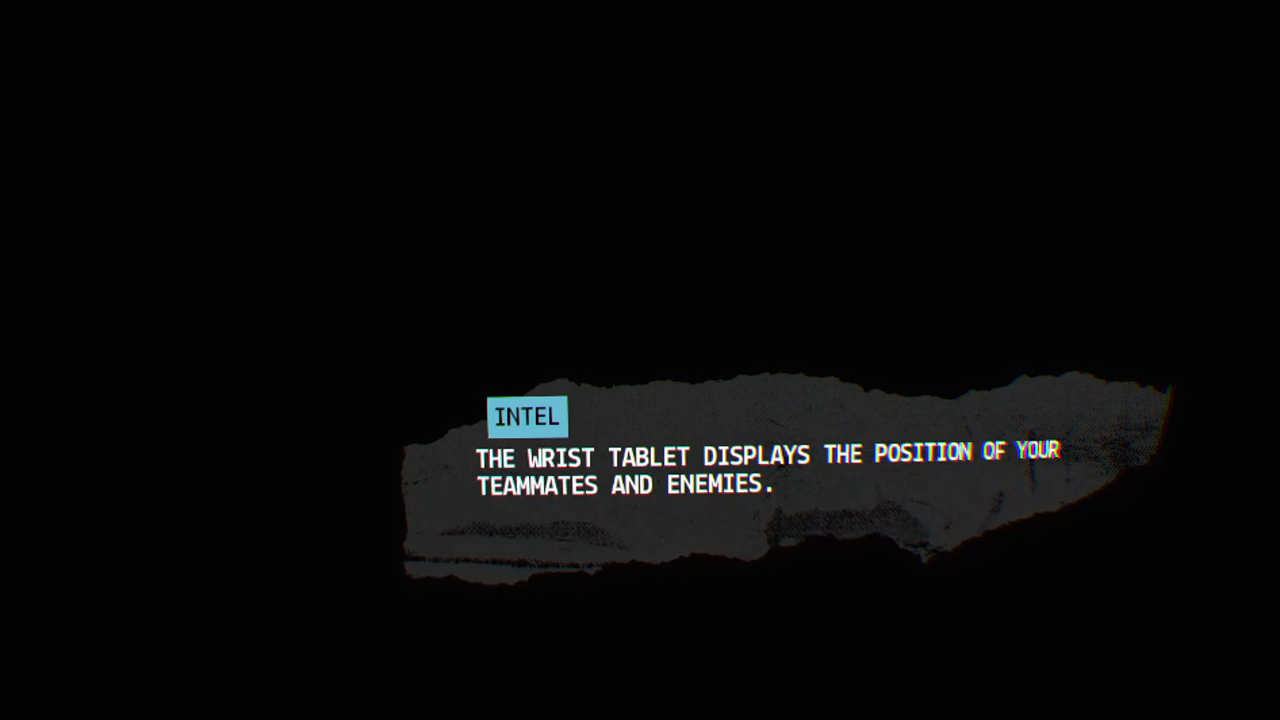 INTEL
THE WRIST TABLET DISPLAYS THE POSITION OF YOUR
TEAMMATES AND ENEMIES.